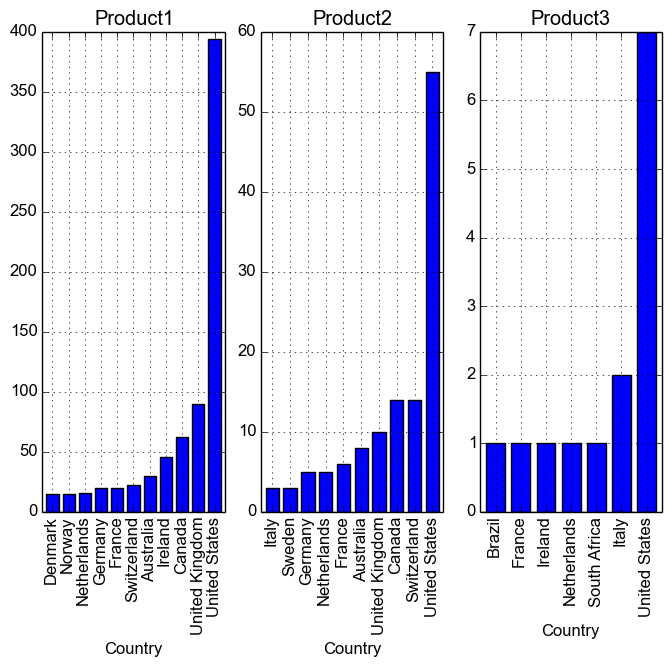 Product1
400
350
300
250
200
150
100
50
0
Denmark
Norway
Netherlands
Germany
France
Switzerland
Australia
Ireland
Canada
United Kingdom
United States
Country
Product2
60
50
40
30
20
10
0
Italy
Sweden
Germany
Netherlands
France
Australia
United Kingdom
Canada
Switzerland
United States
Country
Product3
7
6
5
4
3
2
1
0
Brazil
France
Ireland
Netherlands
South Africa
Italy
United States
Country